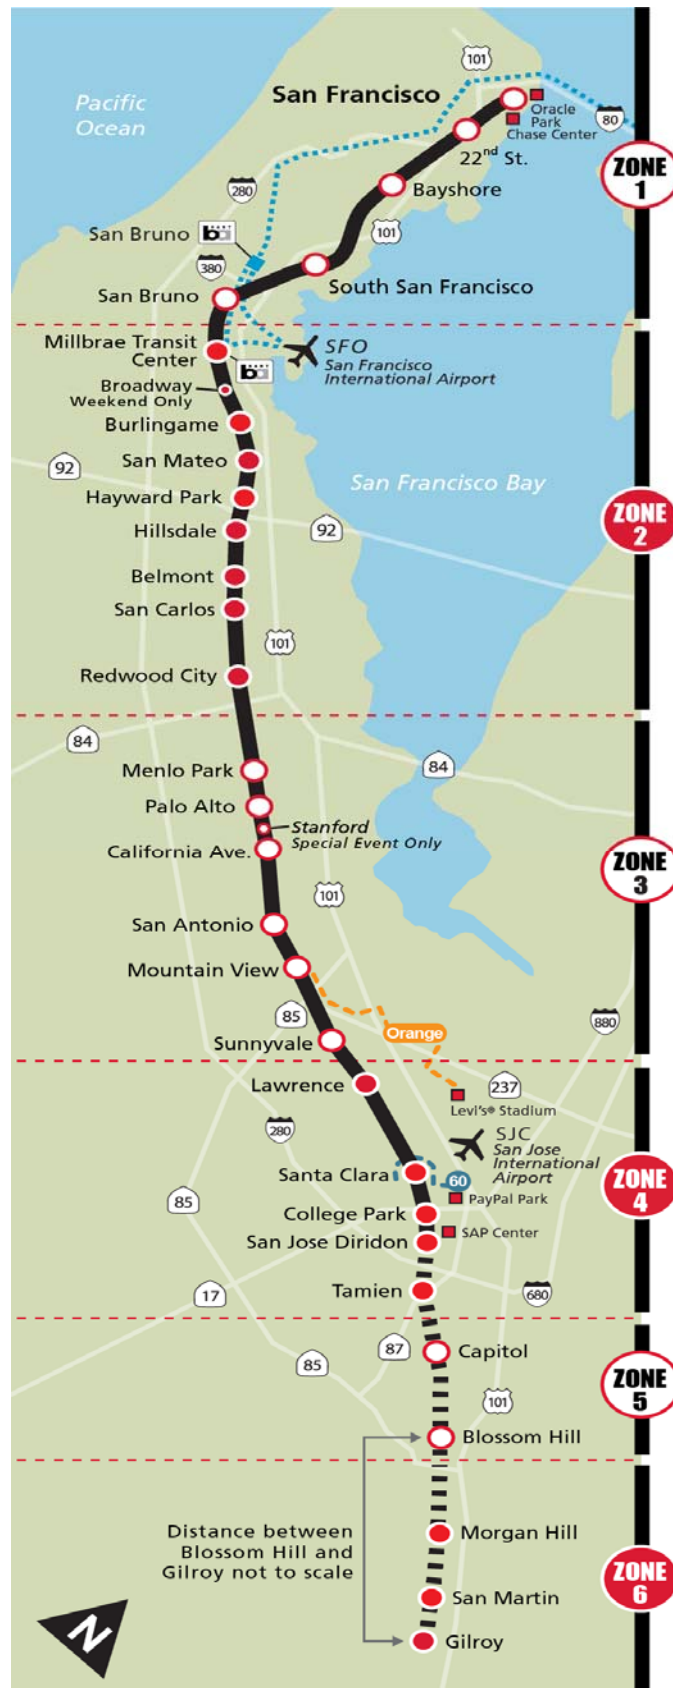 Pacific
Ocean
101
San Francisco
Oracle
Park
Chase Center
80
22nd St.
ZONE
1
280
Bayshore
San Bruno
ba
101
380
South San Francisco
San Bruno
Millbrae Transit
Center
ba
SFO
San Francisco
International Airport
Broadway
Weekend Only
Burlingame
San Mateo
92
San Francisco Bay
Hayward Park
ZONE
2
Hillsdale
92
Belmont
San Carlos
101
Redwood City
84
Menlo Park
84
Palo Alto
Stanford
Special Event Only
California Ave.
ZONE
3
101
San Antonio
Mountain View
85
Orange
880
Sunnyvale
Lawrence
237
Levi's® Stadium
280
SJC
San Jose
International
Airport
Santa Clara
60
PayPal Park
ZONE
4
85
College Park
SAP Center
San Jose Diridon
17
Tamien
680
87
Capitol
85
101
ZONE
5
Blossom Hill
Distance between
Blossom Hill and
Gilroy not to scale
Morgan Hill
ZONE
6
San Martin
N
Gilroy